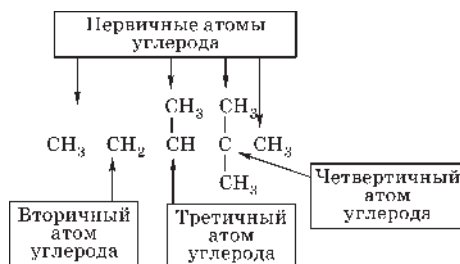 Первичные атомы
углерода
CH₃ CH₃
CH₃ CH₂ CH C CH₃
CH₃
Четвертичный
атом
углерода
Вторичный
атом
углерода
Третичный
атом
углерода